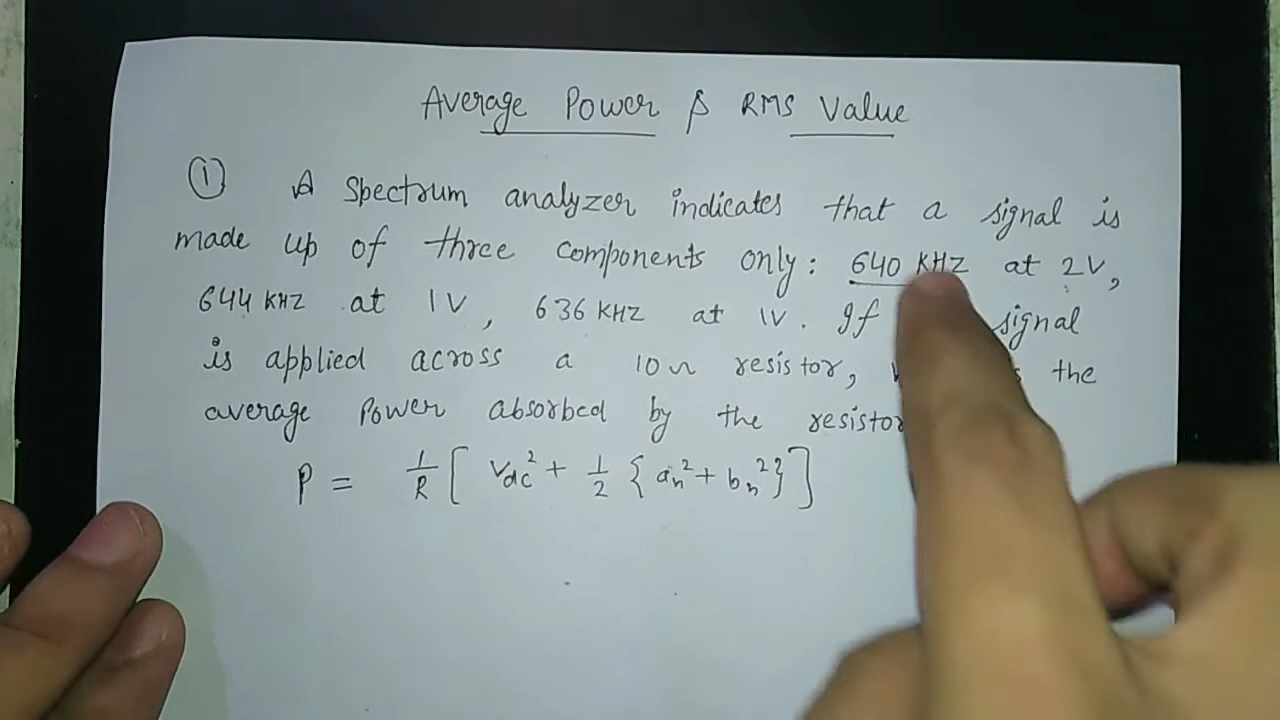 Average Power & RMS Value
① A Spectrum analyzer indicates that a signal is
made up of three components only: 640 KHZ at 2V,
644 KHZ at 1V, 636 KHZ at 1V. If signal
is applied across a 10Ω resistor, the
average Power absorbed by the resistor
P = 1/R [ Vdc² + 1/2 { an² + bn² } ]